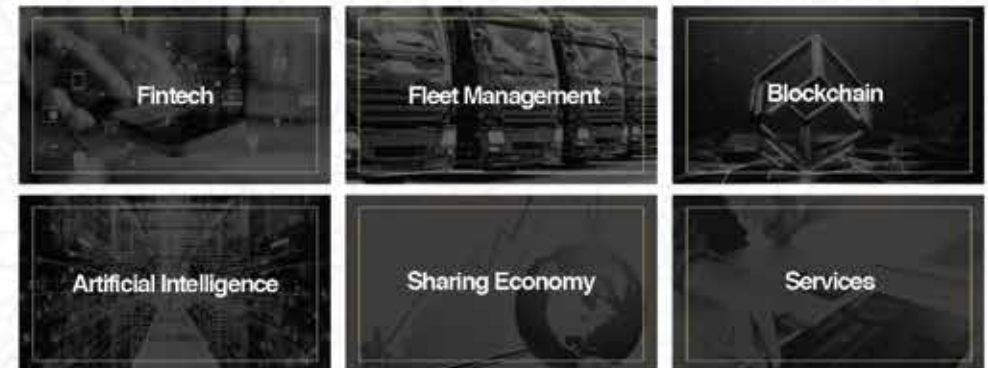 Fintech
Fleet Management
Blockchain
Artificial Intelligence
Sharing Economy
Services